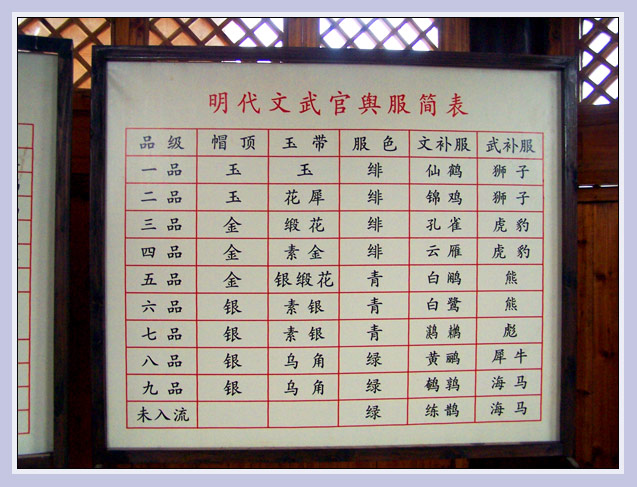 明代文武官舆服简表
品级 帽顶 玉带 服色 文补服 武补服
一品 玉 玉 绯 仙鹤 狮子
二品 玉 花犀 绯 锦鸡 狮子
三品 金 缎花 绯 孔雀 虎豹
四品 金 素金 绯 云雁 虎豹
五品 金 银缎花 青 白鹇 熊
六品 银 素银 青 白鹭 熊
七品 银 素银 青 彪
八品 银 乌角 绿 黄鹂 犀牛
九品 银 乌角 绿 鹌鹑 海马
未入流 绿 练鹊 海马